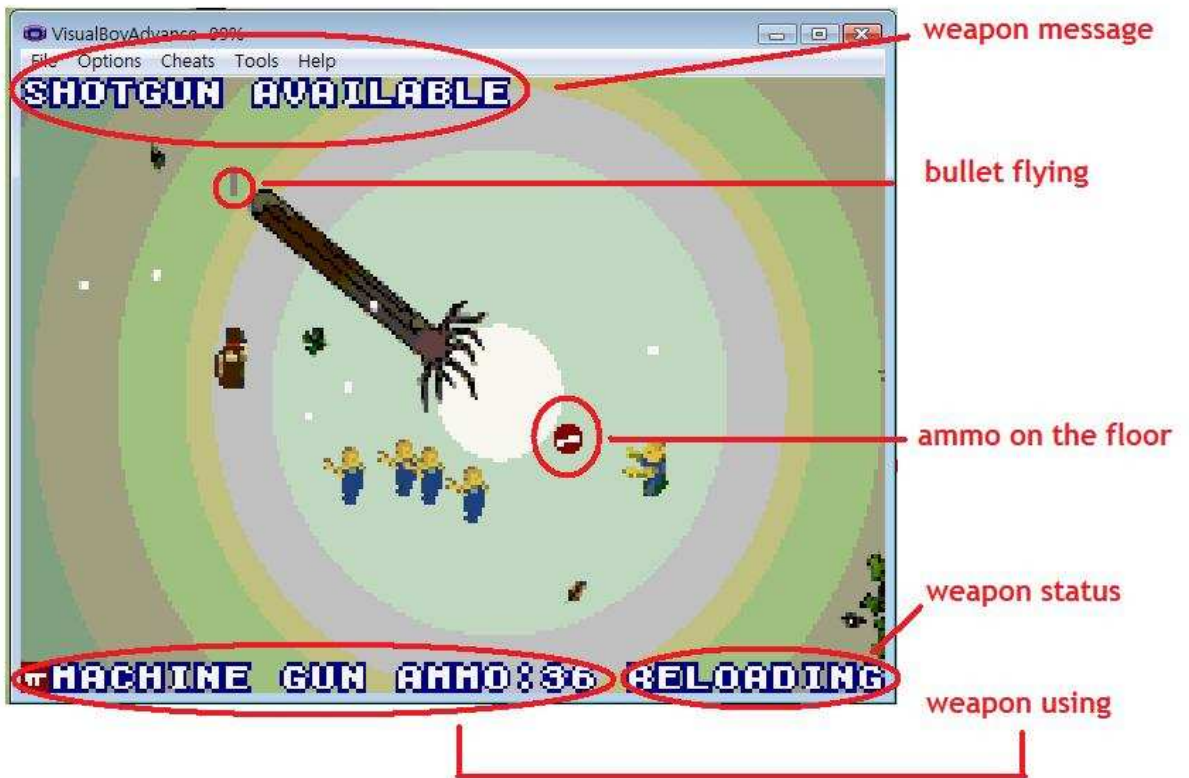 VisualBoyAdvance- 99%
weapon message
File Options Cheats Tools Help
SHOTGUN AVAILABLE
bullet flying
ammo on the floor
weapon status
MACHINE GUN AMMO:36 RELOADING
weapon using